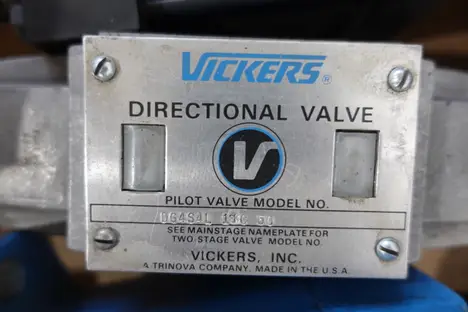 VICKERS®
DIRECTIONAL VALVE
V
PILOT VALVE MODEL NO.
SEE MAINSTAGE NAMEPLATE FOR
TWO-STAGE VALVE MODEL NO.
VICKERS, INC.
A TRINOVA COMPANY. MADE IN THE U.S.A.